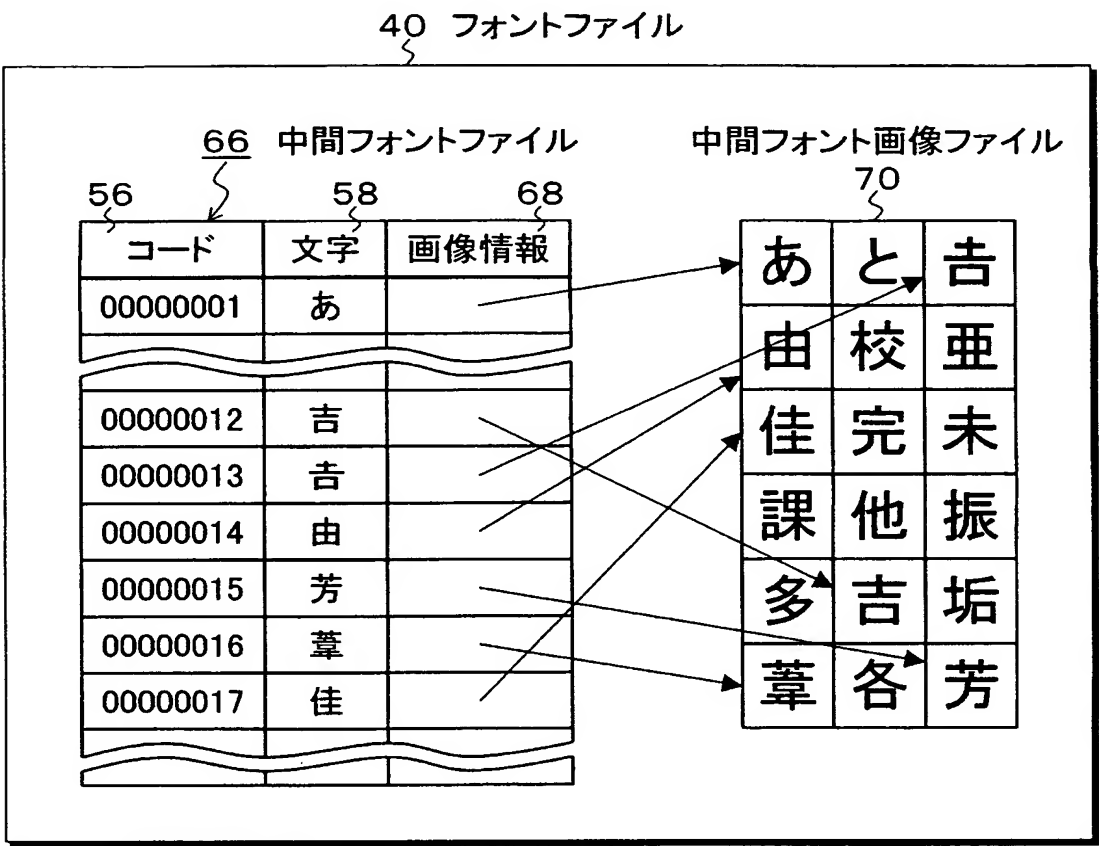 40 フォントファイル
66 中間フォントファイル
中間フォント画像ファイル
56 58 68 70
コード 文字 画像情報
00000001 あ
00000012 吉
00000013 𠮷
00000014 由
00000015 芳
00000016 葦
00000017 佳
あ と 𠮷
由 校 亜
佳 完 未
課 他 振
多 吉 垢
葦 各 芳